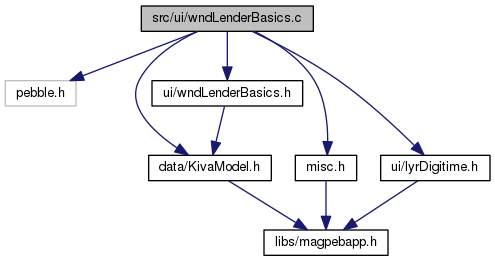 src/ui/wndLenderBasics.c
pebble.h
ui/wndLenderBasics.h
data/KivaModel.h
misc.h
ui/lyrDigitime.h
libs/magpebapp.h